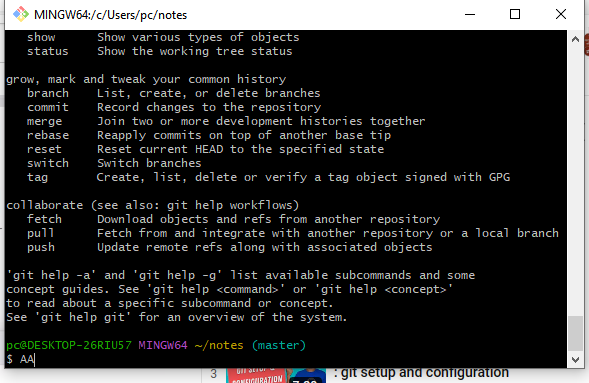 MINGW64:/c/Users/pc/notes
show Show various types of objects
status Show the working tree status
grow, mark and tweak your common history
branch List, create, or delete branches
commit Record changes to the repository
merge Join two or more development histories together
rebase Reapply commits on top of another base tip
reset Reset current HEAD to the specified state
switch Switch branches
tag Create, list, delete or verify a tag object signed with GPG
collaborate (see also: git help workflows)
fetch Download objects and refs from another repository
pull Fetch from and integrate with another repository or a local branch
push Update remote refs along with associated objects
'git help -a' and 'git help -g' list available subcommands and some
concept guides. See 'git help <command>' or 'git help <concept>'
to read about a specific subcommand or concept.
See 'git help git' for an overview of the system.
pc@DESKTOP-26RIU57 MINGW64 ~/notes (master)
$ AA
3 : git setup and configuration
CONFIGURATION